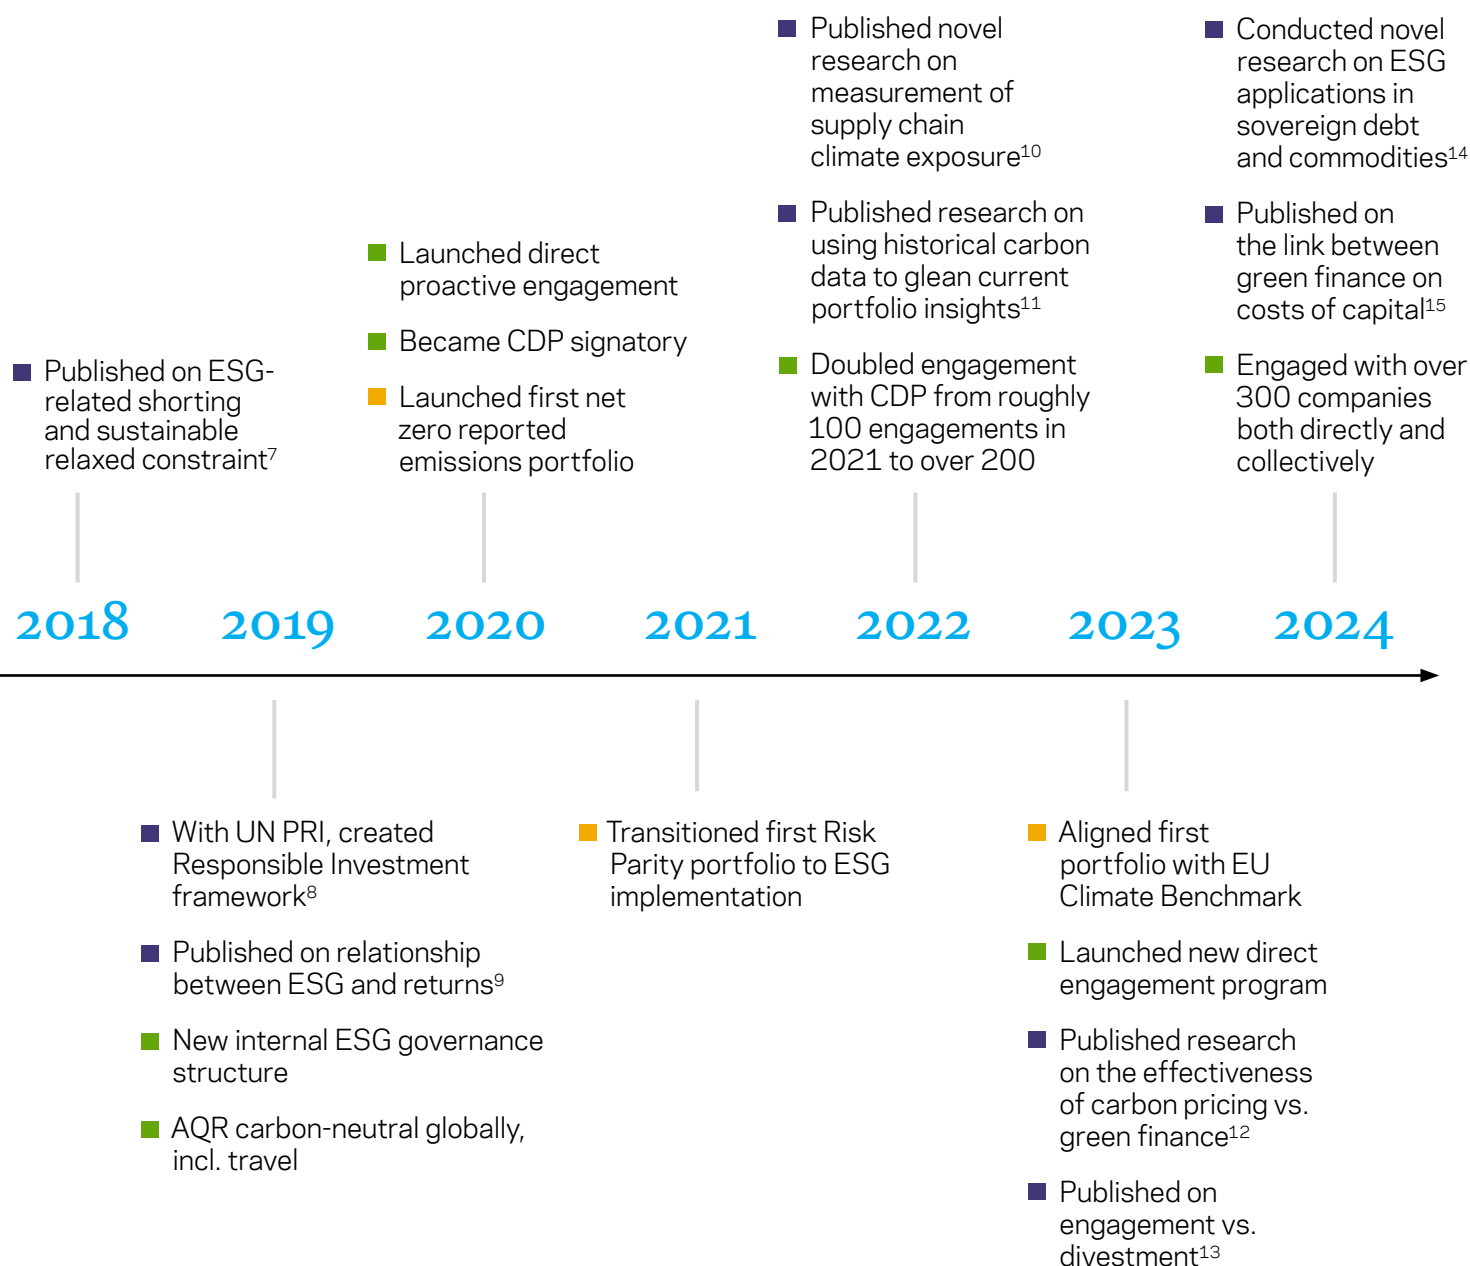 Published on ESG-
related shorting
and sustainable
relaxed constraint7
Launched direct
proactive engagement
Became CDP signatory
Launched first net
zero reported
emissions portfolio
Published novel
research on
measurement of
supply chain
climate exposure10
Published research on
using historical carbon
data to glean current
portfolio insights11
Doubled engagement
with CDP from roughly
100 engagements in
2021 to over 200
Conducted novel
research on ESG
applications in
sovereign debt
and commodities14
Published on
the link between
green finance on
costs of capital15
Engaged with over
300 companies
both directly and
collectively
2018 2019 2020 2021 2022 2023 2024
With UN PRI, created
Responsible Investment
framework8
Published on relationship
between ESG and returns9
New internal ESG governance
structure
AQR carbon-neutral globally,
incl. travel
Transitioned first Risk
Parity portfolio to ESG
implementation
Aligned first
portfolio with EU
Climate Benchmark
Launched new direct
engagement program
Published research
on the effectiveness
of carbon pricing vs.
green finance12
Published on
engagement vs.
divestment13